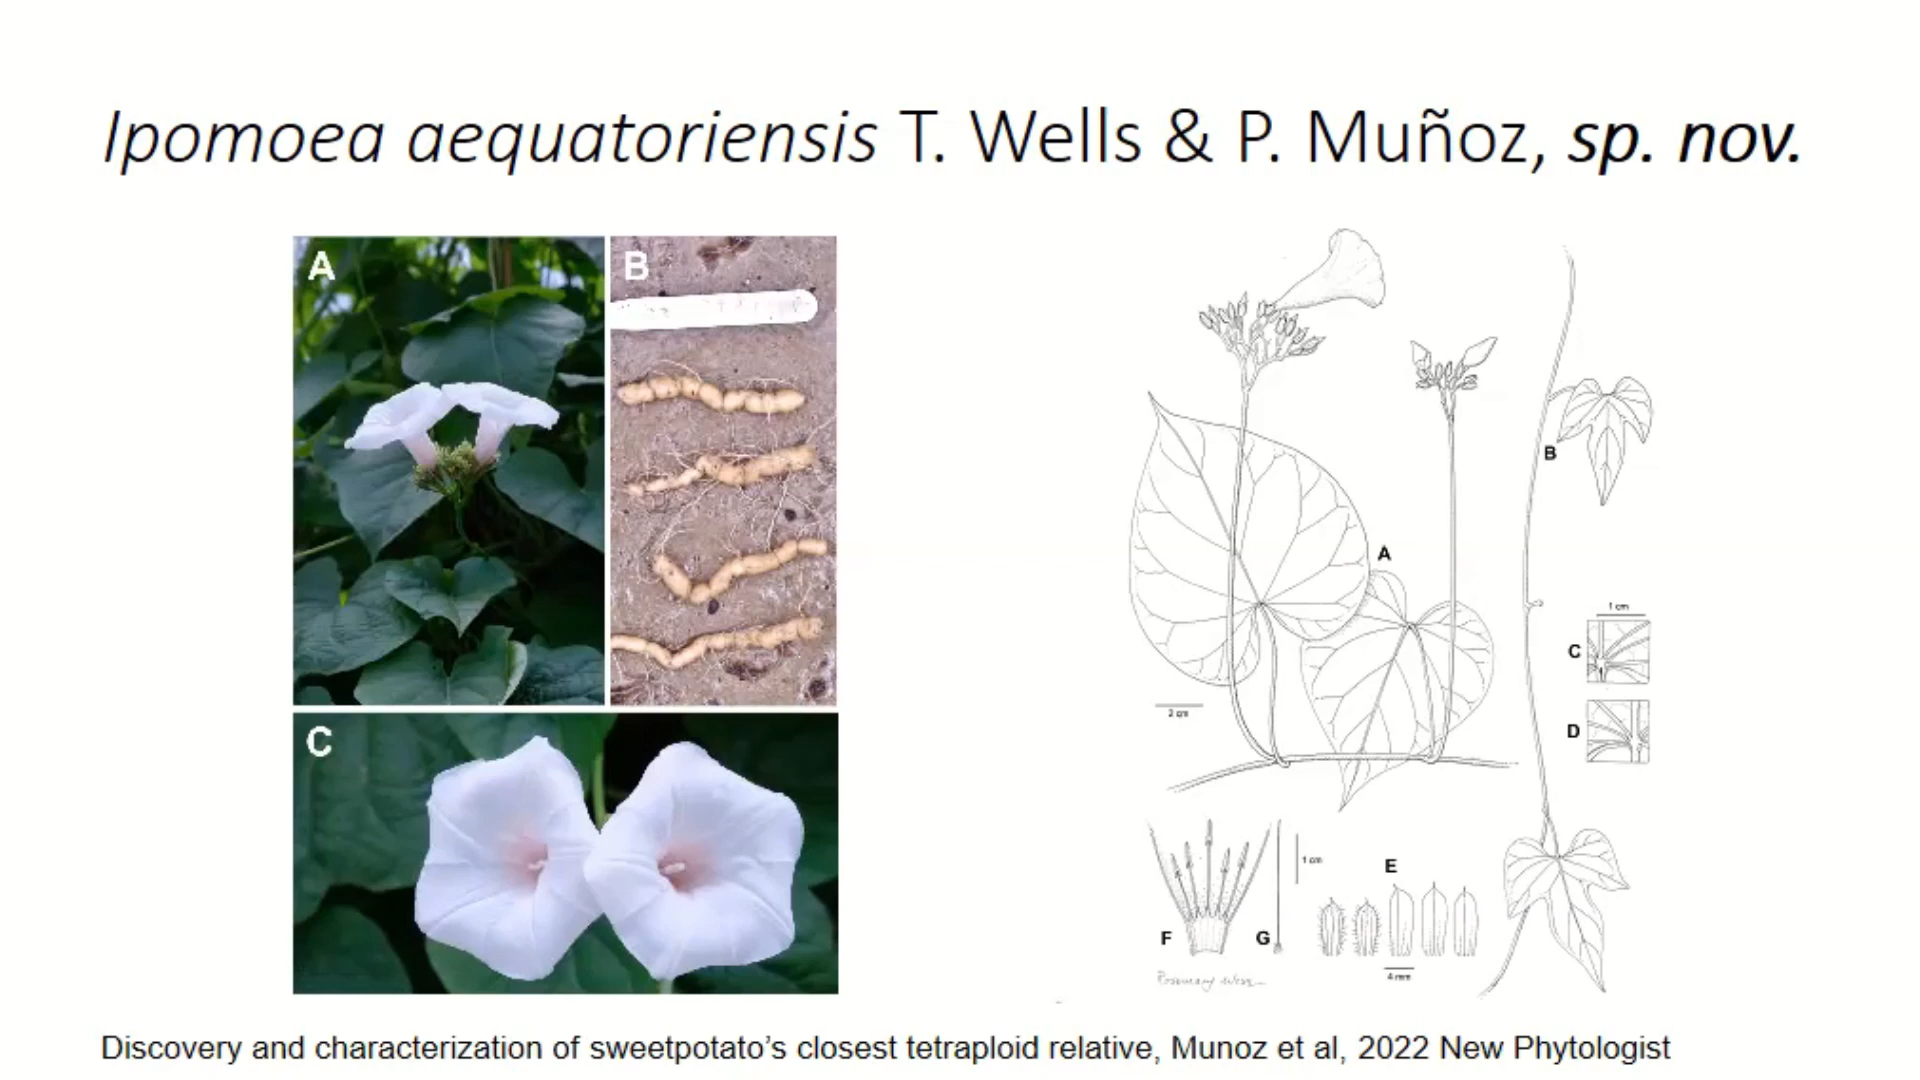 Ipomoea aequatoriensis T. Wells & P. Muñoz, sp. nov.
A
B
C
A
B
1 cm
C
2 cm
D
1 cm
E
F
G
4 mm
Discovery and characterization of sweetpotato’s closest tetraploid relative, Munoz et al, 2022 New Phytologist